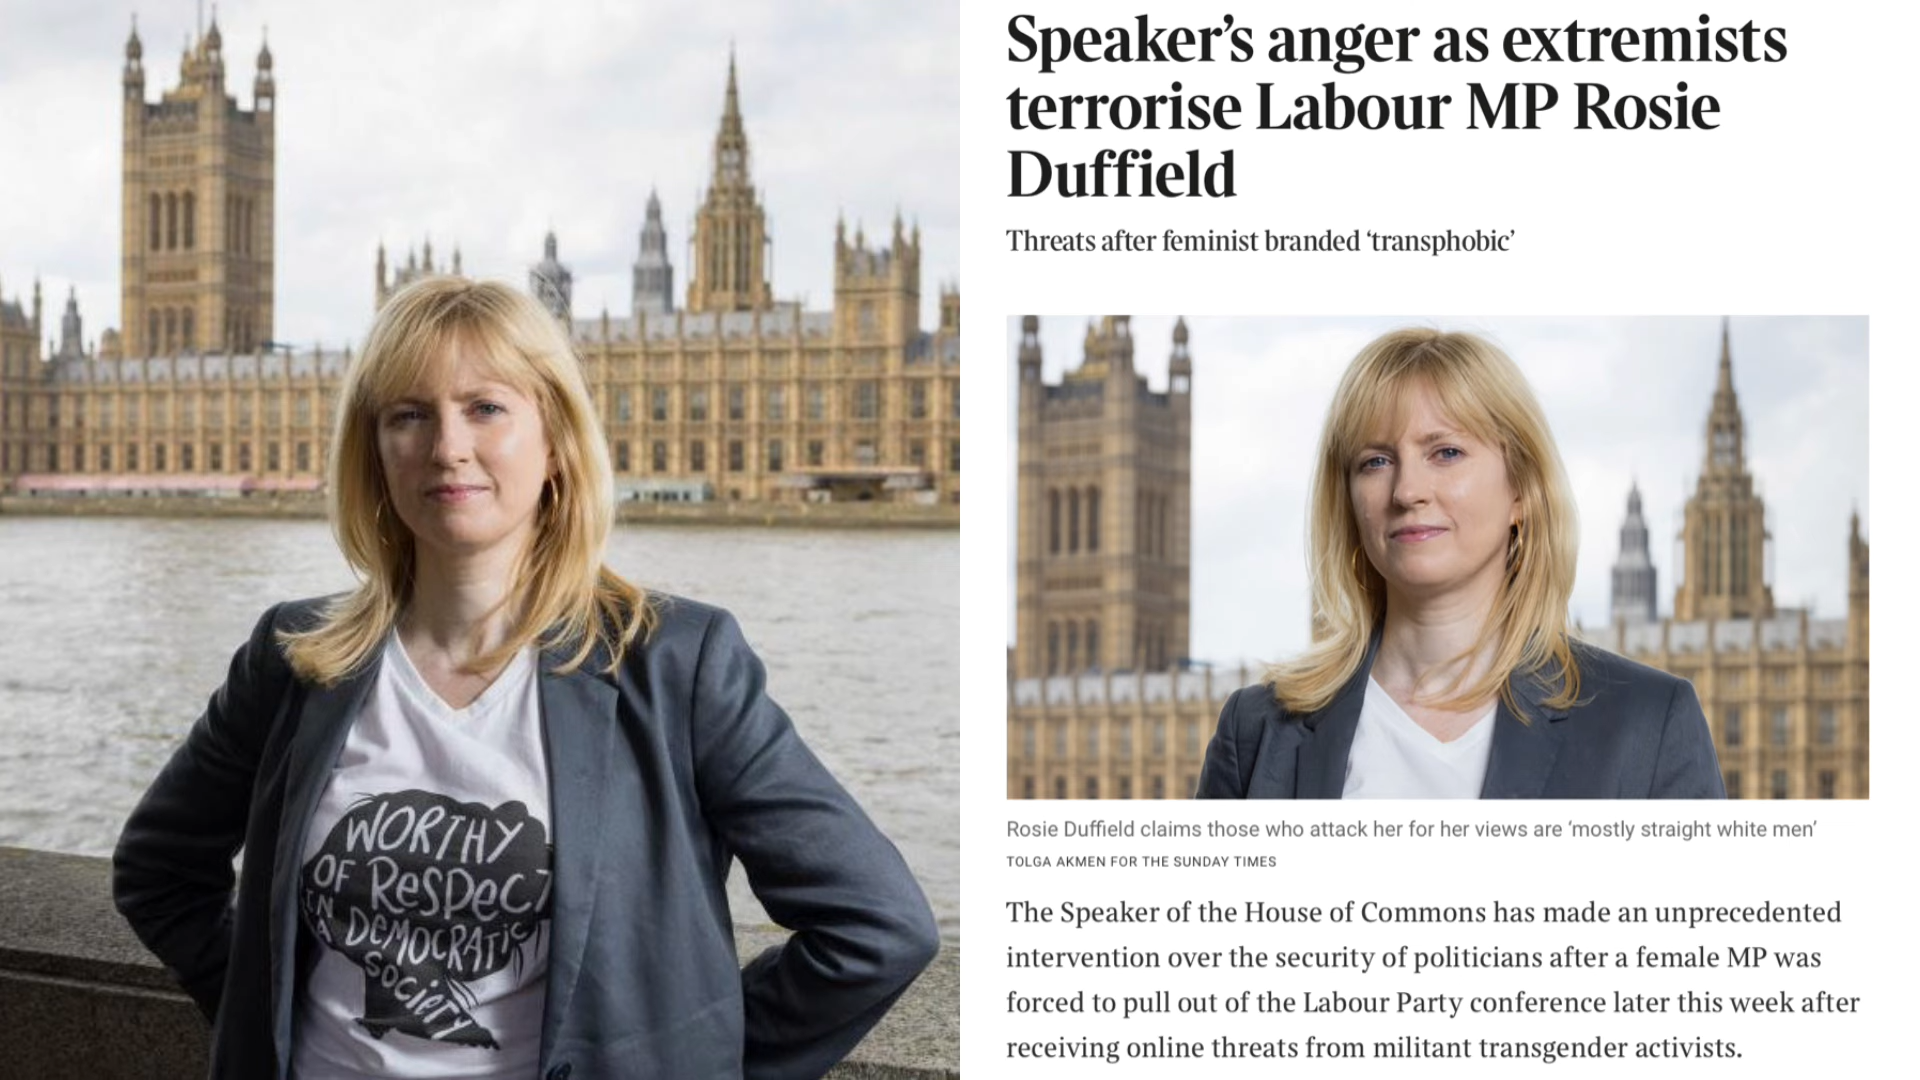 WORTHY
OF ResPecT
IN
A DeMOCRATIC
society
Speaker’s anger as extremists
terrorise Labour MP Rosie
Duffield
Threats after feminist branded ‘transphobic’
Rosie Duffield claims those who attack her for her views are ‘mostly straight white men’
TOLGA AKMEN FOR THE SUNDAY TIMES
The Speaker of the House of Commons has made an unprecedented
intervention over the security of politicians after a female MP was
forced to pull out of the Labour Party conference later this week after
receiving online threats from militant transgender activists.